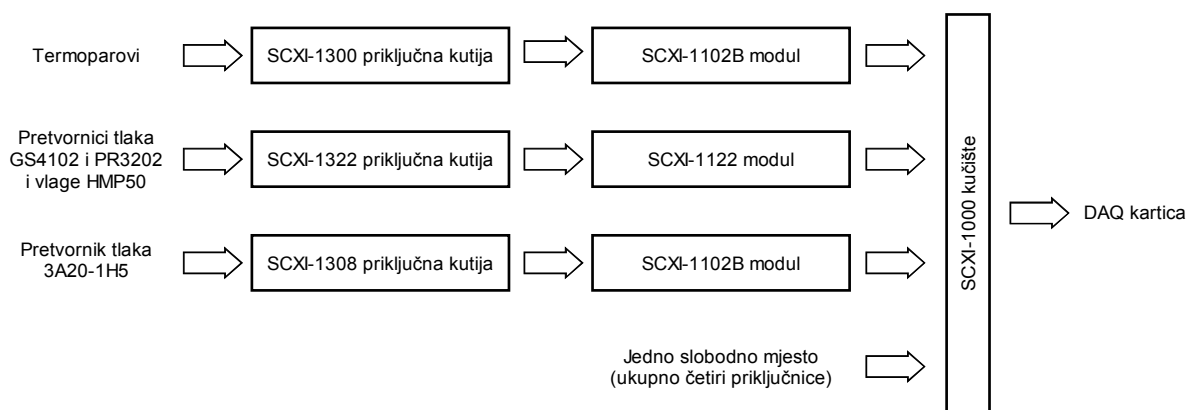 Termoparovi
SCXI-1300 priključna kutija
SCXI-1102B modul
Pretvornici tlaka
GS4102 i PR3202
i vlage HMP50
SCXI-1322 priključna kutija
SCXI-1122 modul
Pretvornik tlaka
3A20-1H5
SCXI-1308 priključna kutija
SCXI-1102B modul
Jedno slobodno mjesto
(ukupno četiri priključnice)
SCXI-1000 kučište
DAQ kartica